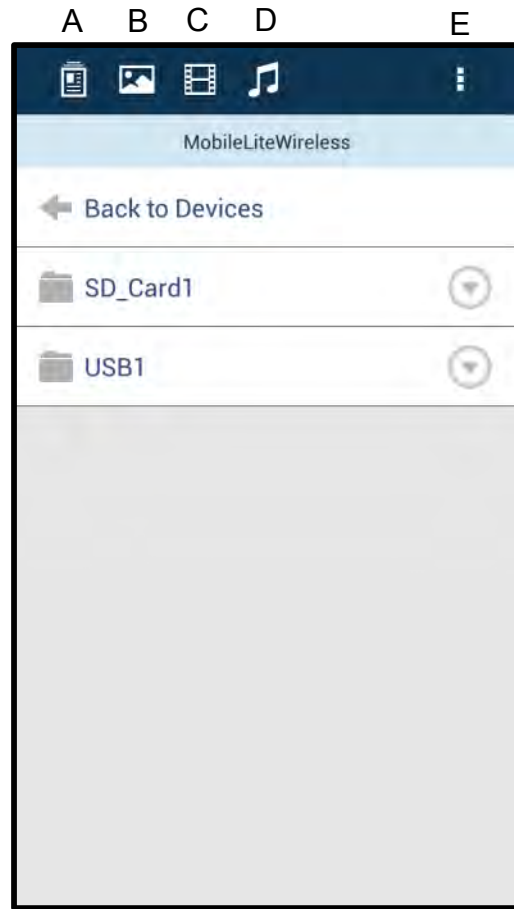 A B C D E
MobileLiteWireless
Back to Devices
SD_Card1
USB1